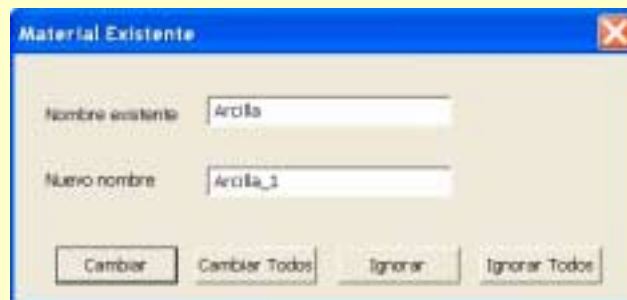 Material Existente
Nombre existente Arcilla
Nuevo nombre Arcilla_1
Cambiar Cambiar Todos Ignorar Ignorar Todos